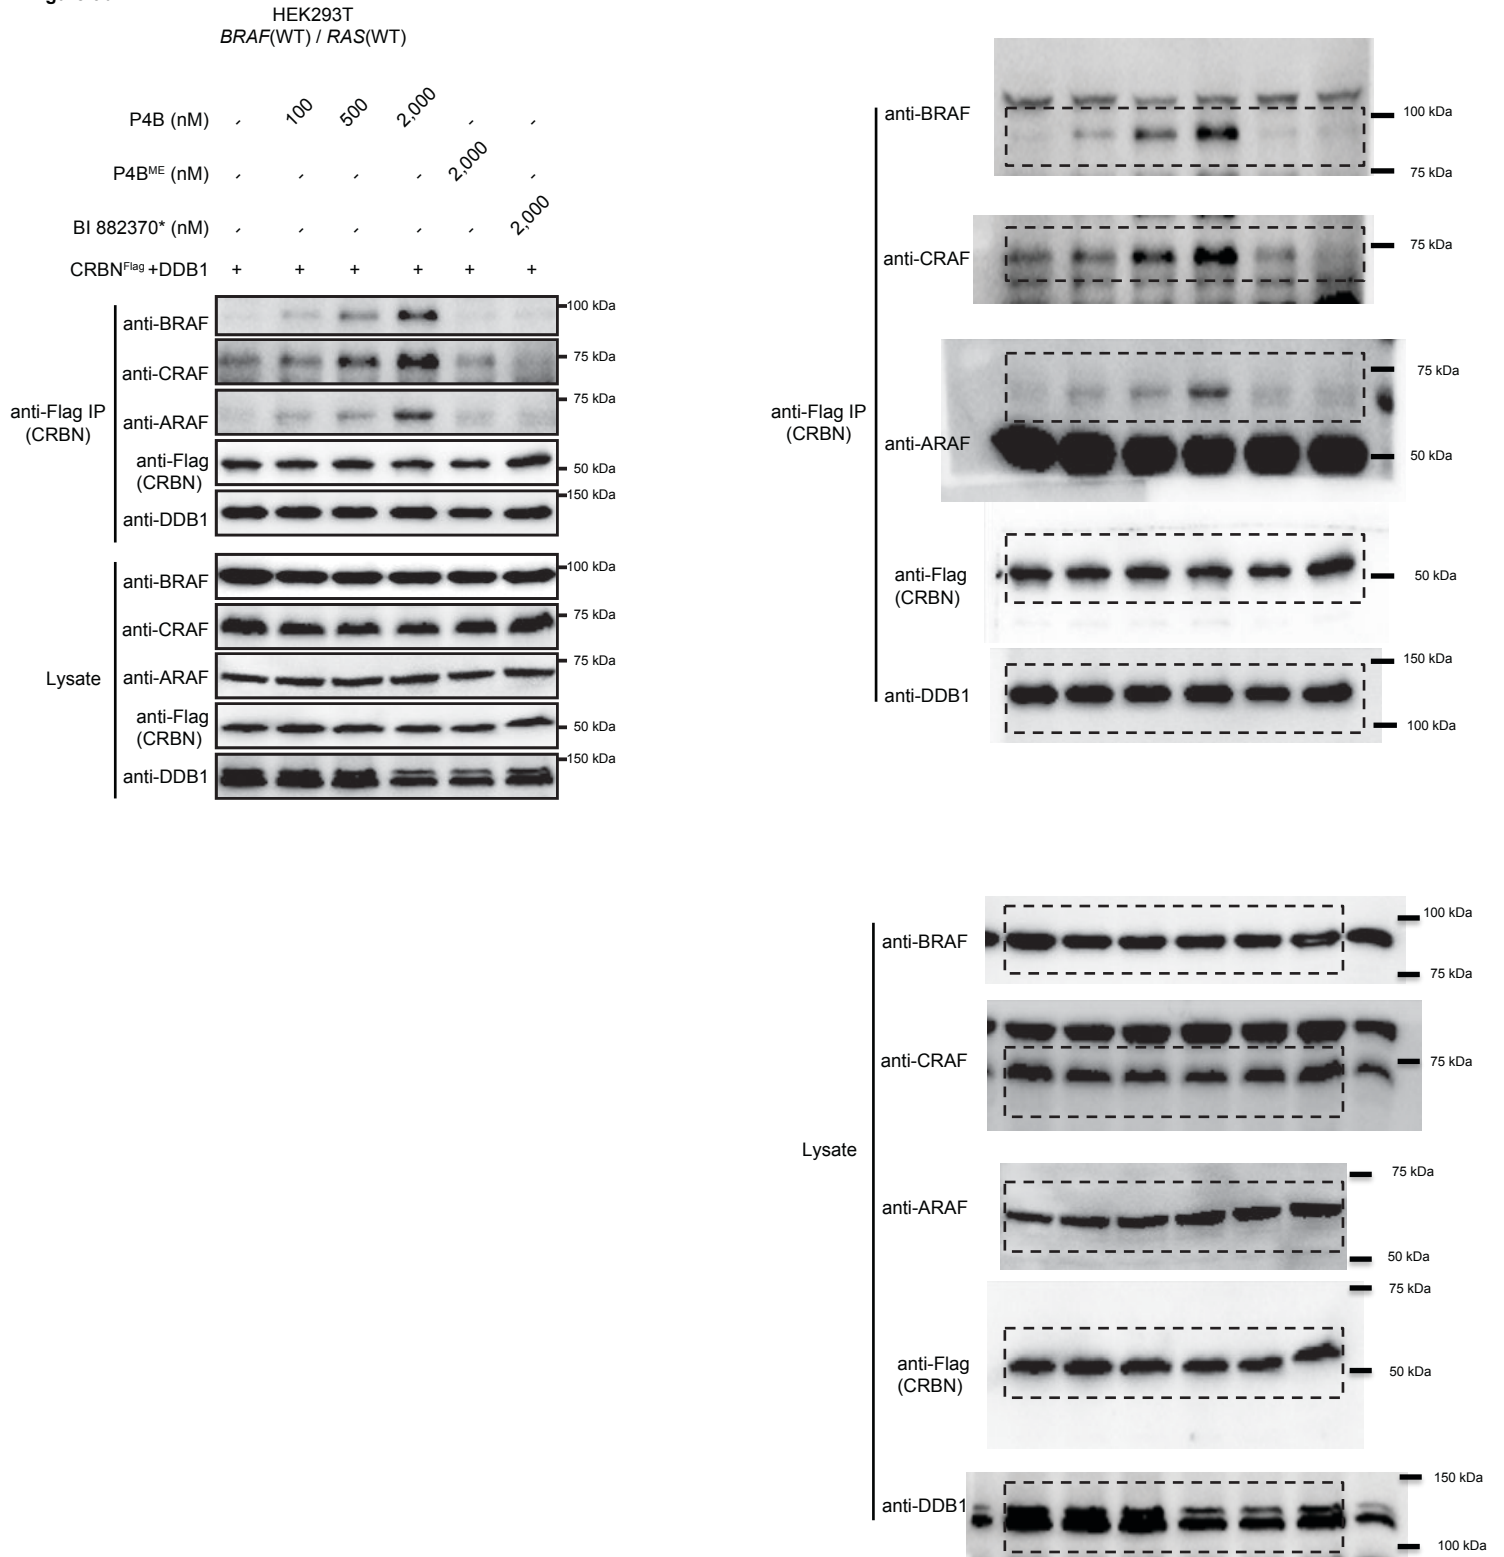 HEK293T
BRAF(WT) / RAS(WT)
P4B (nM) - 100 500 2,000 - -
P4BME (nM) - - - - 2,000 -
BI 882370* (nM) - - - - - 2,000
CRBNFlag +DDB1 + + + + + +
anti-Flag IP
(CRBN)
anti-BRAF
100 kDa
anti-CRAF
75 kDa
anti-ARAF
75 kDa
anti-Flag
(CRBN)
50 kDa
anti-DDB1
150 kDa
Lysate
anti-BRAF
100 kDa
anti-CRAF
75 kDa
anti-ARAF
75 kDa
anti-Flag
(CRBN)
50 kDa
anti-DDB1
150 kDa
anti-Flag IP
(CRBN)
anti-BRAF
100 kDa
75 kDa
anti-CRAF
75 kDa
anti-ARAF
75 kDa
50 kDa
anti-Flag
(CRBN)
50 kDa
anti-DDB1
150 kDa
100 kDa
Lysate
anti-BRAF
100 kDa
75 kDa
anti-CRAF
75 kDa
anti-ARAF
75 kDa
50 kDa
75 kDa
anti-Flag
(CRBN)
50 kDa
anti-DDB1
150 kDa
100 kDa